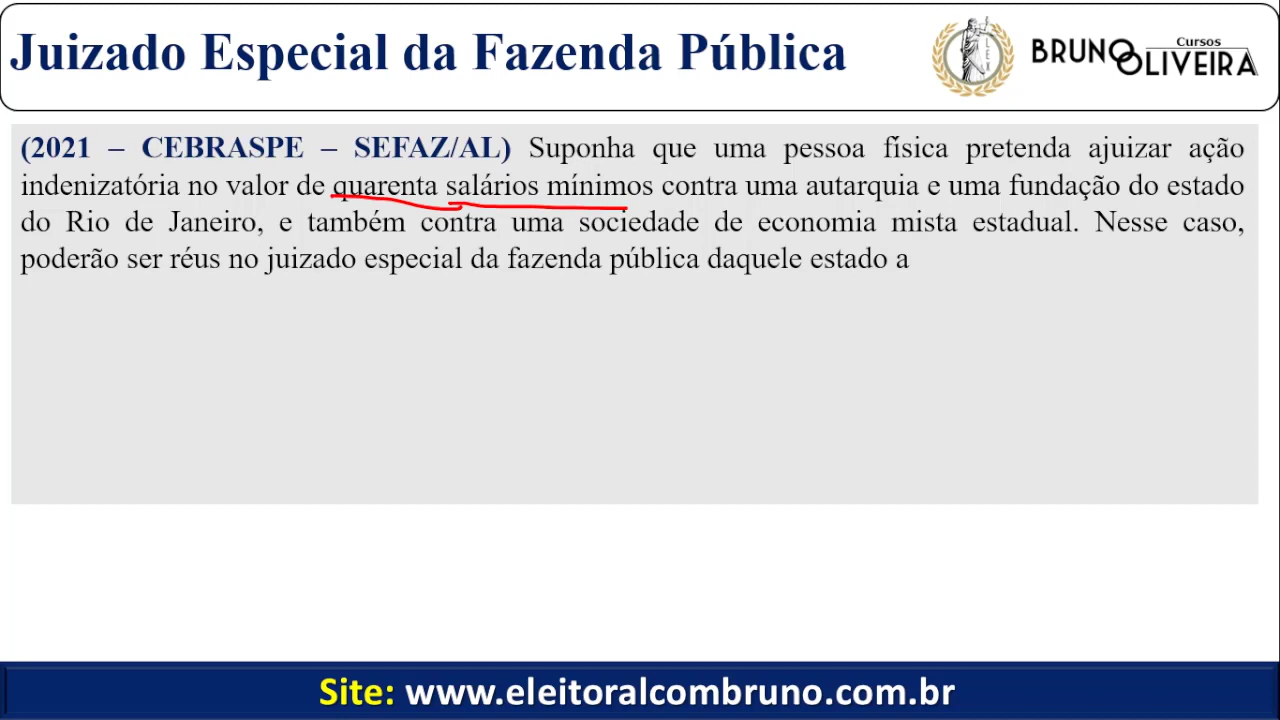 Juizado Especial da Fazenda Pública
Cursos
BRUNO
OLIVEIRA
(2021 – CEBRASPE – SEFAZ/AL) Suponha que uma pessoa física pretenda ajuizar ação
indenizatória no valor de quarenta salários mínimos contra uma autarquia e uma fundação do estado
do Rio de Janeiro, e também contra uma sociedade de economia mista estadual. Nesse caso,
poderão ser réus no juizado especial da fazenda pública daquele estado a
Site: www.eleitoralcombruno.com.br